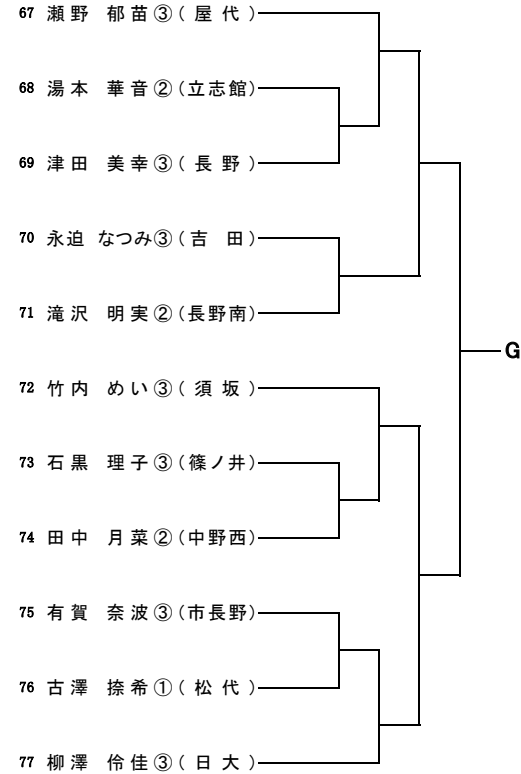 67 瀬野 郁苗③(屋代)
68 湯本 華音②(立志館)
69 津田 美幸③(長野)
70 永迫 なつみ③(吉田)
71 滝沢 明実②(長野南)
G
72 竹内 めい③(須坂)
73 石黒 理子③(篠ノ井)
74 田中 月菜②(中野西)
75 有賀 奈波③(市長野)
76 古澤 捺希①(松代)
77 柳澤 伶佳③(日大)